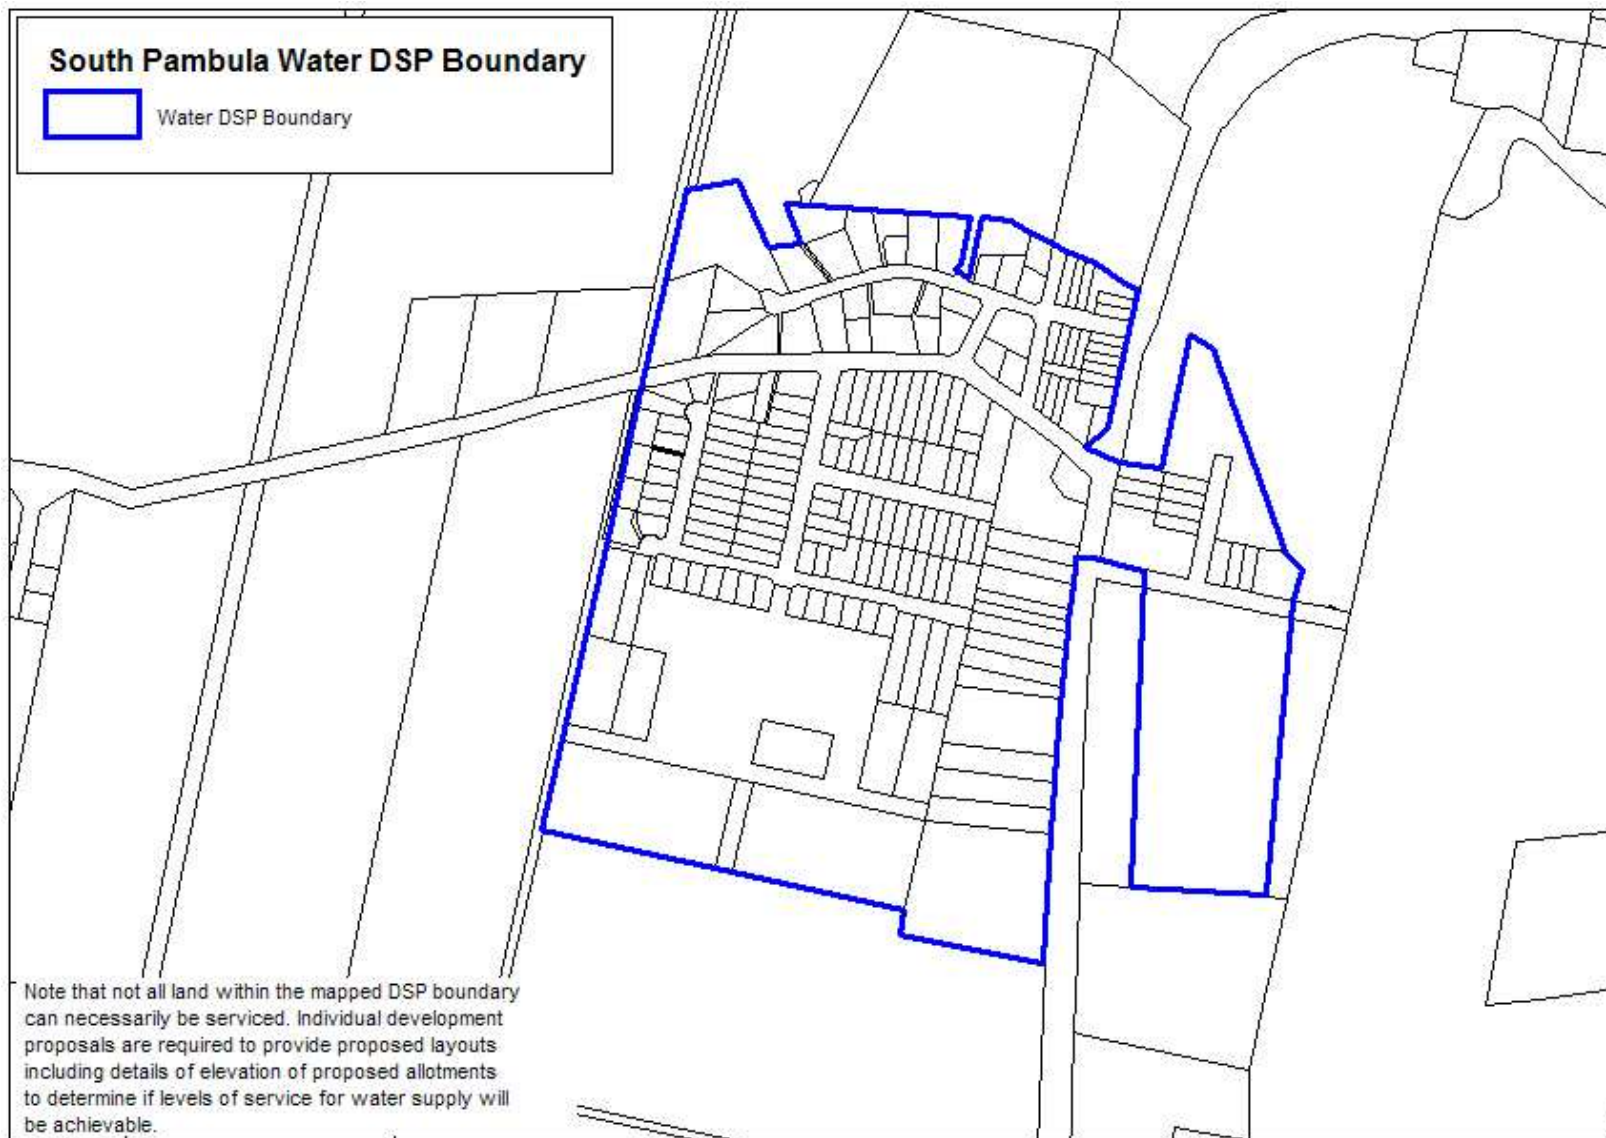 South Pambula Water DSP Boundary
Water DSP Boundary
Note that not all land within the mapped DSP boundary
can necessarily be serviced. Individual development
proposals are required to provide proposed layouts
including details of elevation of proposed allotments
to determine if levels of service for water supply will
be achievable.